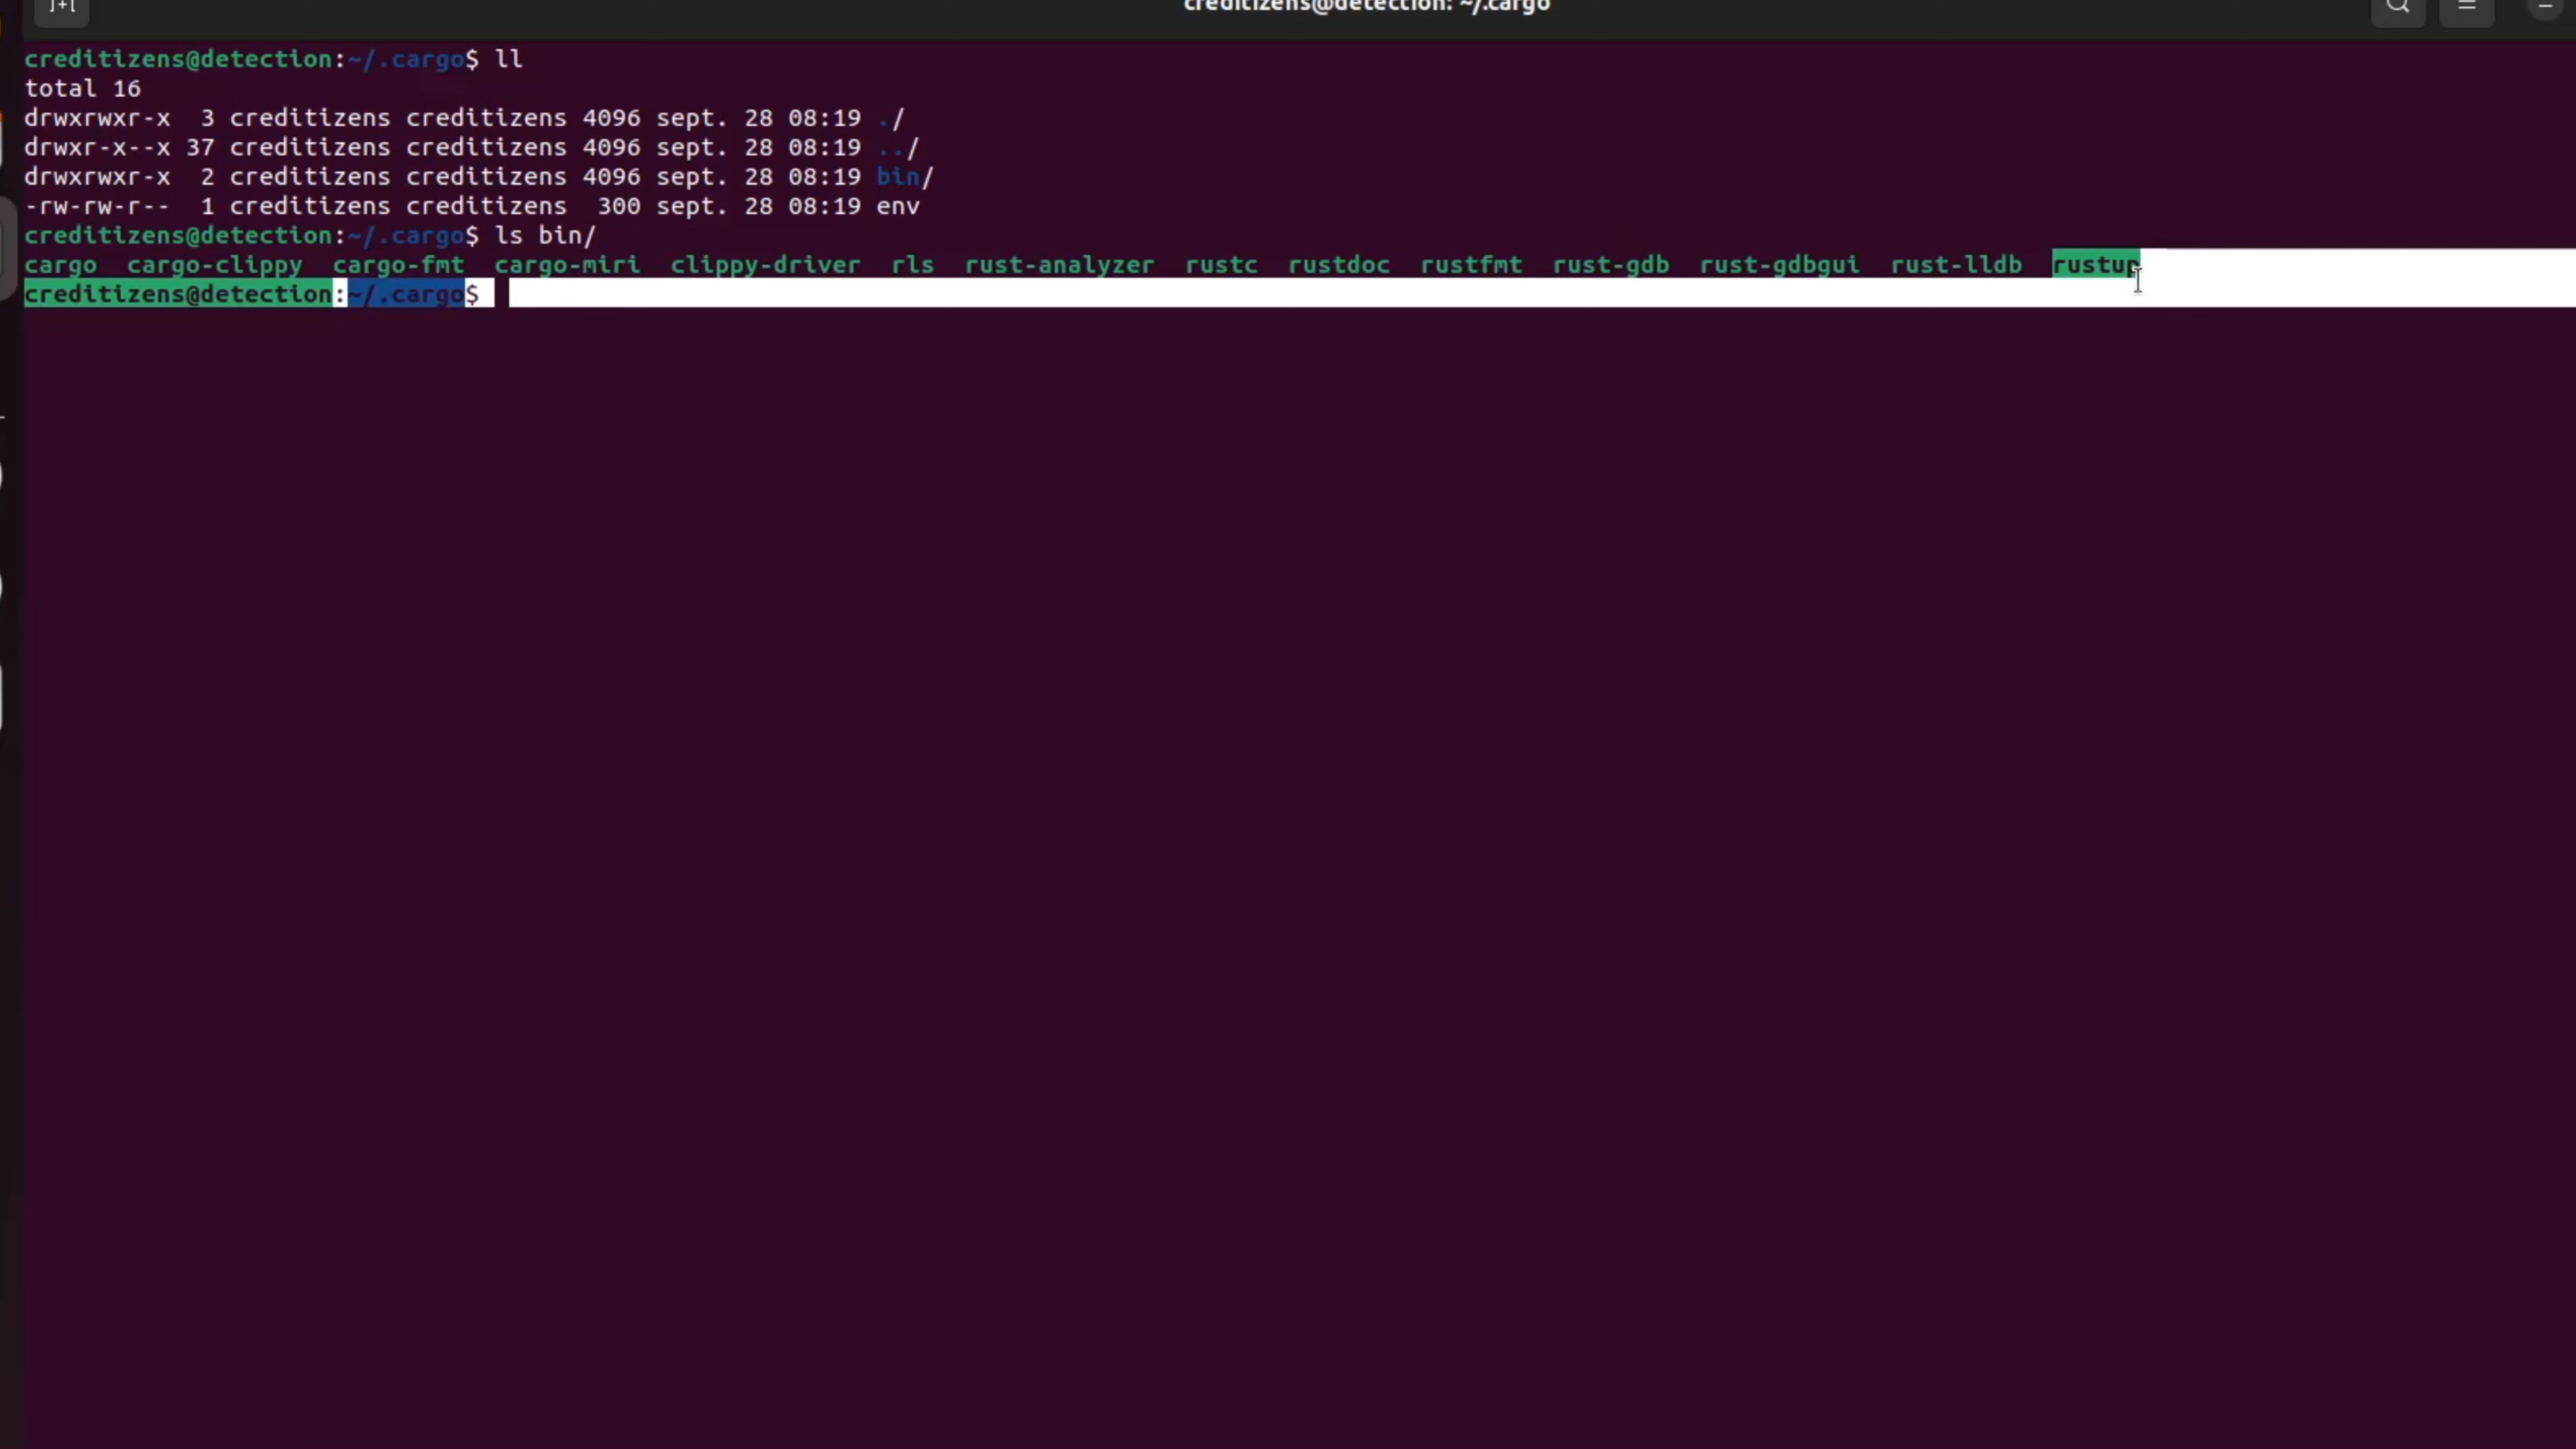 creditizens@detection: ~/.cargo
creditizens@detection:~/.cargo$ ll
total 16
drwxrwxr-x  3 creditizens creditizens 4096 sept. 28 08:19 ./
drwxr-x--x 37 creditizens creditizens 4096 sept. 28 08:19 ../
drwxrwxr-x  2 creditizens creditizens 4096 sept. 28 08:19 bin/
-rw-rw-r--  1 creditizens creditizens  300 sept. 28 08:19 env
creditizens@detection:~/.cargo$ ls bin/
cargo  cargo-clippy  cargo-fmt  cargo-miri  clippy-driver  rls  rust-analyzer  rustc  rustdoc  rustfmt  rust-gdb  rust-gdbgui  rust-lldb  rustup
creditizens@detection:~/.cargo$